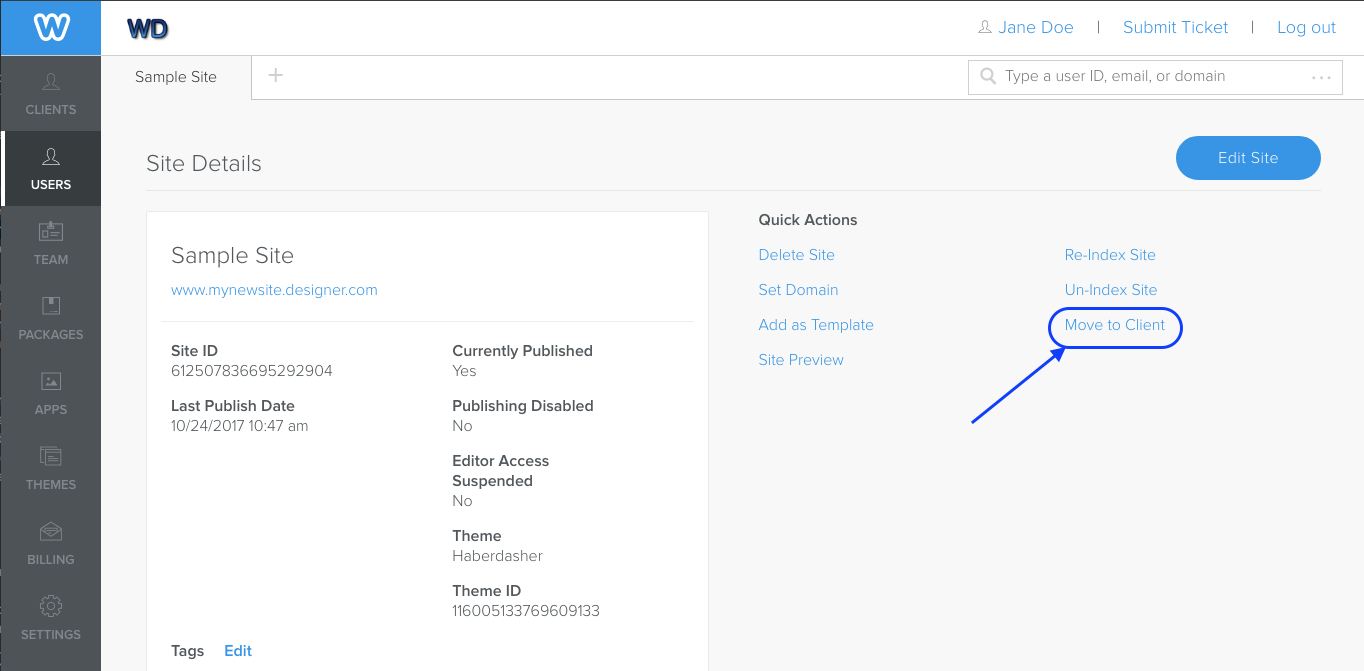 W
WD
Jane Doe | Submit Ticket | Log out
Sample Site +
Type a user ID, email, or domain ...
CLIENTS
USERS
TEAM
PACKAGES
APPS
THEMES
BILLING
SETTINGS
Site Details
Edit Site
Sample Site
www.mynewsite.designer.com
Site ID
612507836695292904
Last Publish Date
10/24/2017 10:47 am
Currently Published
Yes
Publishing Disabled
No
Editor Access
Suspended
No
Theme
Haberdasher
Theme ID
116005133769609133
Tags Edit
Quick Actions
Delete Site
Set Domain
Add as Template
Site Preview
Re-Index Site
Un-Index Site
Move to Client